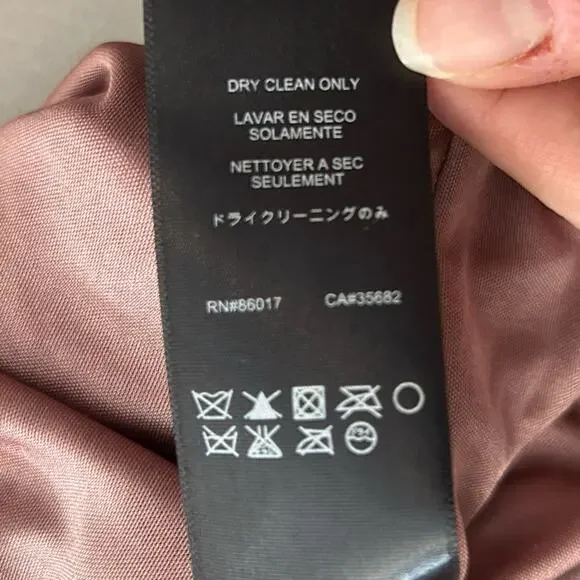 DRY CLEAN ONLY
LAVAR EN SECO
SOLAMENTE
NETTOYER A SEC
SEULEMENT
ドライクリーニングのみ
RN#86017 CA#35682